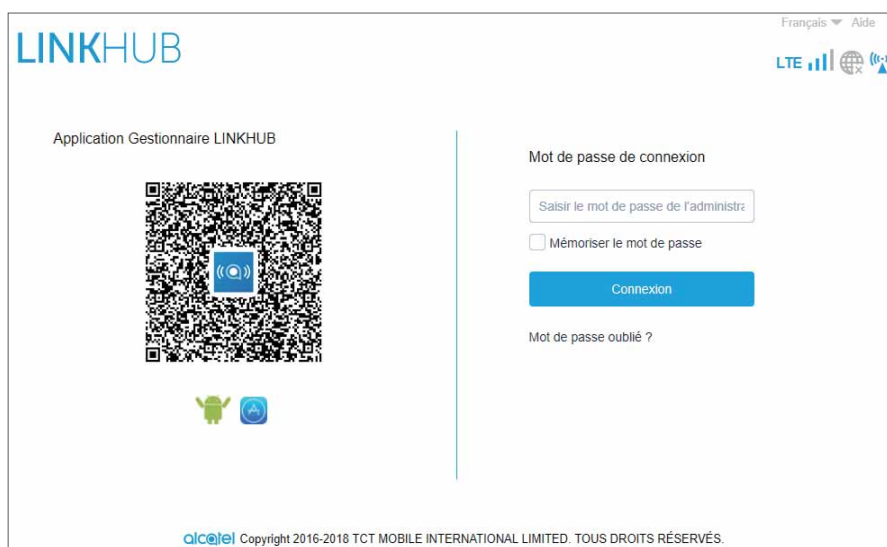 Français Aide
LINKHUB
LTE
Application Gestionnaire LINKHUB
Mot de passe de connexion
Saisir le mot de passe de l'administra
Mémoriser le mot de passe
Connexion
Mot de passe oublié ?
alcatel Copyright 2016-2018 TCT MOBILE INTERNATIONAL LIMITED. TOUS DROITS RÉSERVÉS.